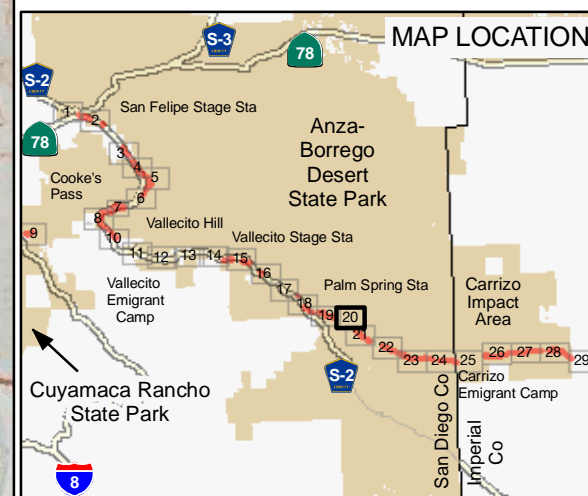 MAP LOCATION
S-3
COUNTY
78
S-2
COUNTY
1
2
San Felipe Stage Sta
78
3
4
5
6
Cooke's
Pass
Anza-
Borrego
Desert
State Park
7
8
Vallecito Hill
9
10
Vallecito Stage Sta
11
12
13
14
15
16
17
18
19
20
21
22
23
24
25
26
27
28
29
Vallecito
Emigrant
Camp
Palm Spring Sta
Carrizo
Impact
Area
S-2
COUNTY
Carrizo
Emigrant Camp
Cuyamaca Rancho
State Park
San Diego Co
Imperial
Co
8